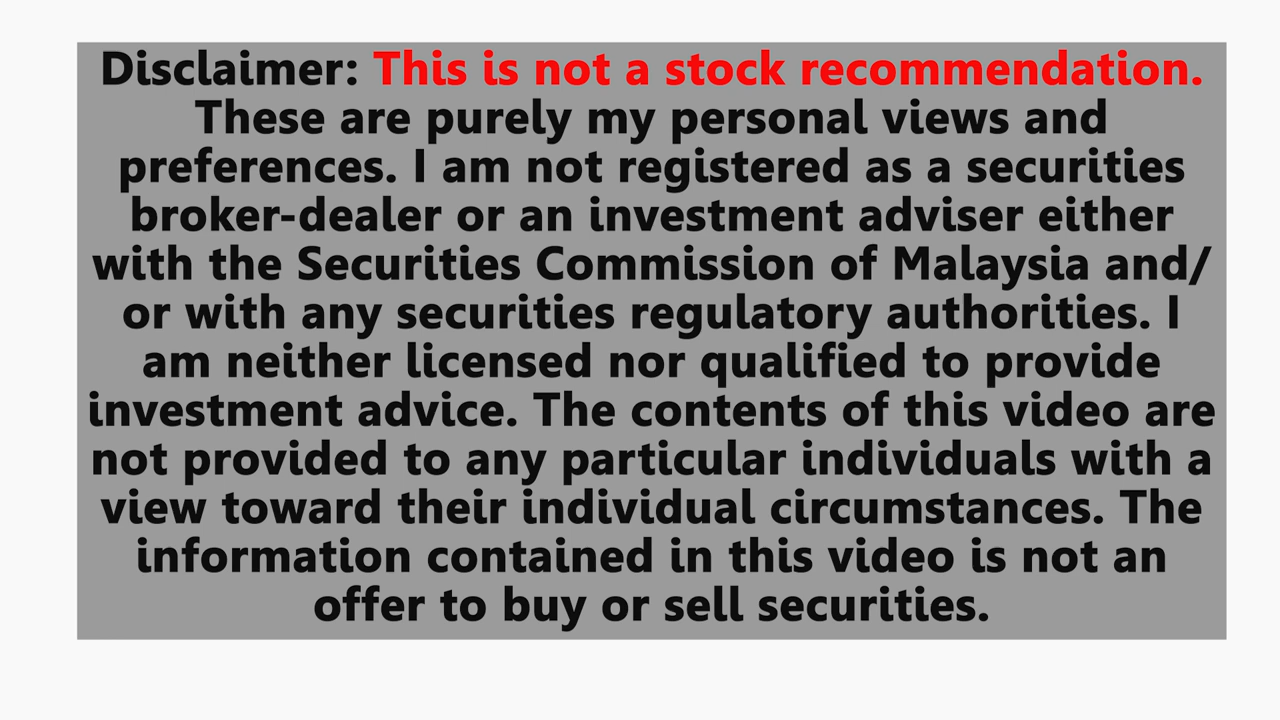 Disclaimer: This is not a stock recommendation.
These are purely my personal views and
preferences. I am not registered as a securities
broker-dealer or an investment adviser either
with the Securities Commission of Malaysia and/
or with any securities regulatory authorities. I
am neither licensed nor qualified to provide
investment advice. The contents of this video are
not provided to any particular individuals with a
view toward their individual circumstances. The
information contained in this video is not an
offer to buy or sell securities.